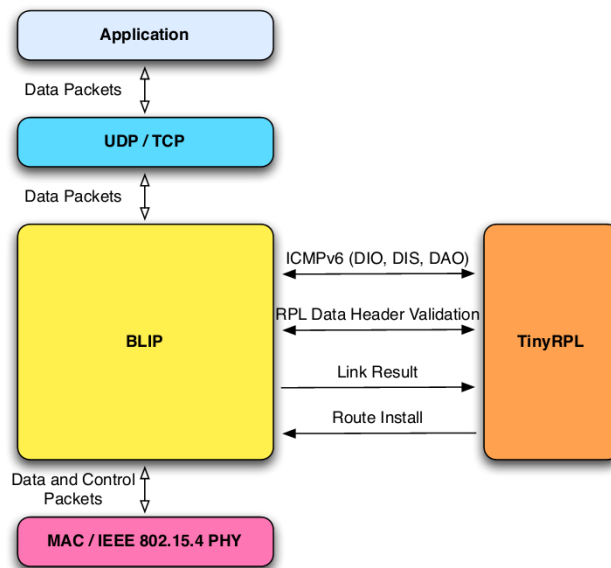 Application
Data Packets
UDP / TCP
Data Packets
ICMPv6 (DIO, DIS, DAO)
RPL Data Header Validation
BLIP
TinyRPL
Link Result
Route Install
Data and Control
Packets
MAC / IEEE 802.15.4 PHY